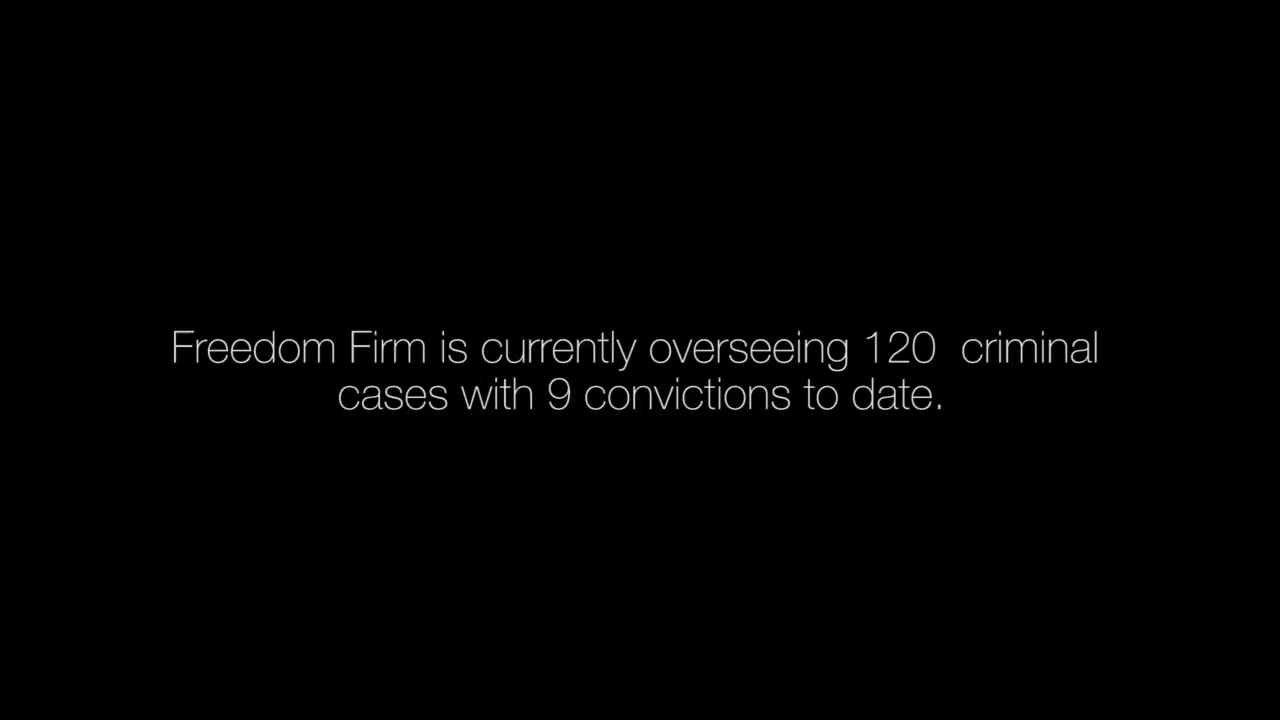 Freedom Firm is currently overseeing 120  criminal
cases with 9 convictions to date.